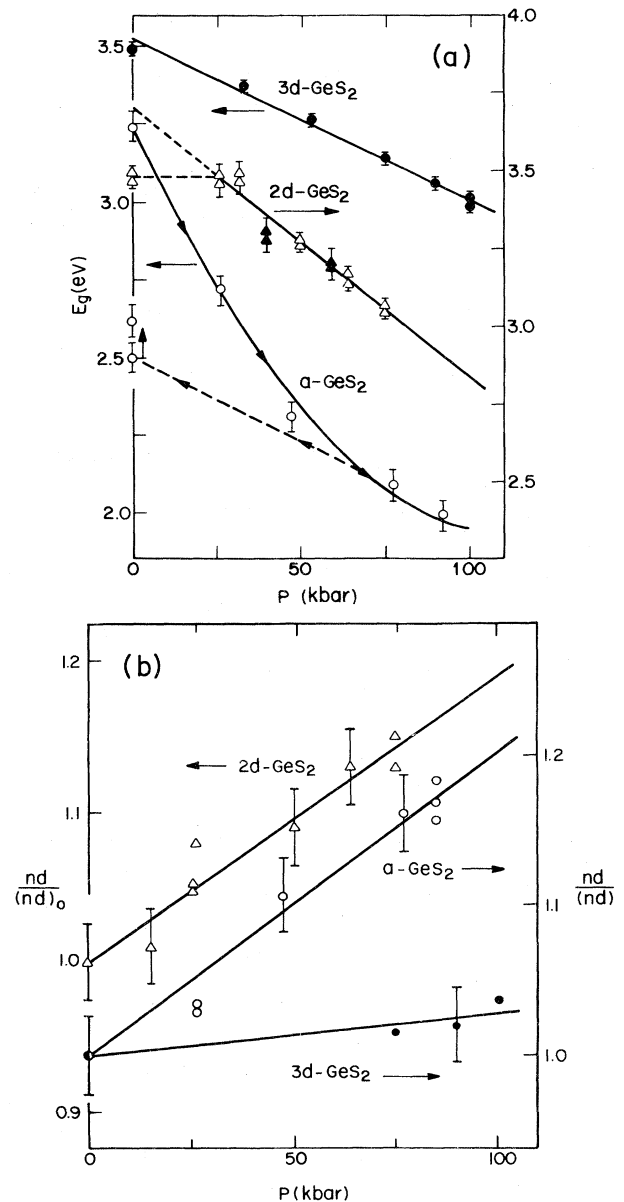 4.0
(a)
3.5
3d-GeS2
3.5
2d-GeS2
3.0
Eg(eV)
3.0
a-GeS2
2.5
2.5
2.0
0
50
100
P (kbar)
(b)
1.2
2d-GeS2
1.2
1.1
a-GeS2
nd
(nd)o
nd
(nd)
1.1
1.0
1.0
3d-GeS2
0.9
0
50
100
P(kbar)